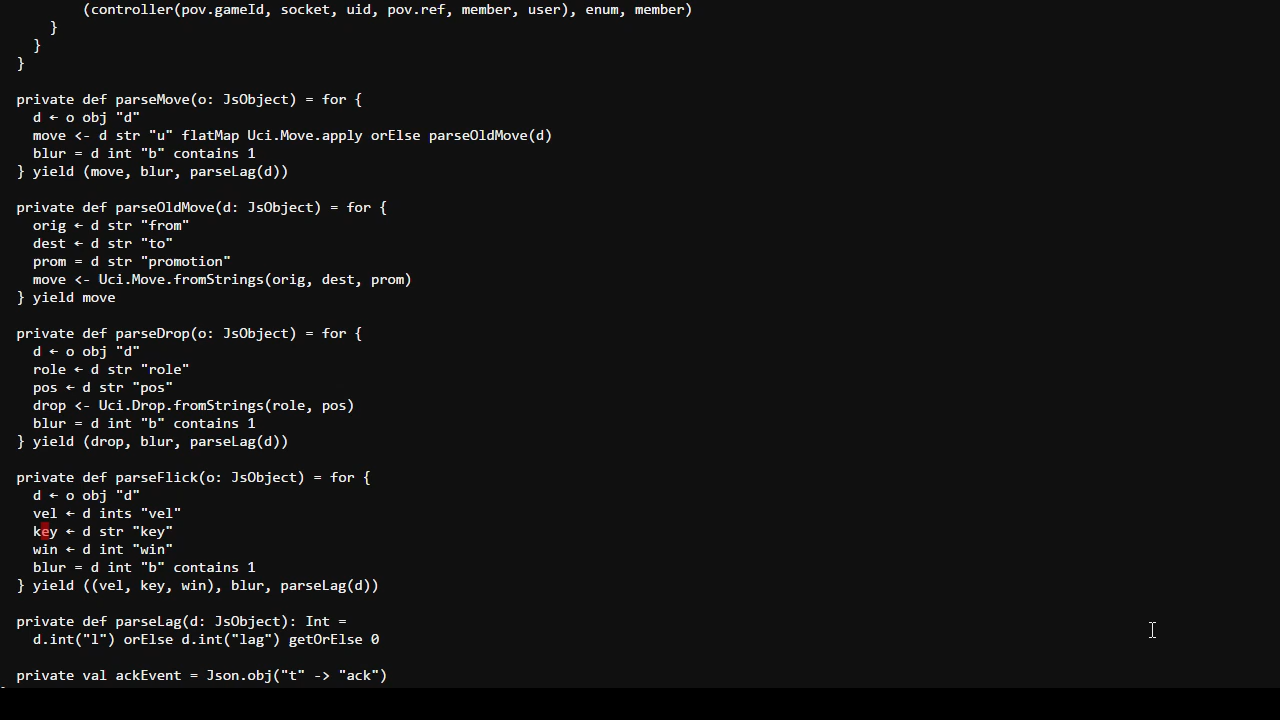 (controller(pov.gameId, socket, uid, pov.ref, member, user), enum, member)
}
}
}
private def parseMove(o: JsObject) = for {
d ← o obj "d"
move <- d str "u" flatMap Uci.Move.apply orElse parseOldMove(d)
blur = d int "b" contains 1
} yield (move, blur, parseLag(d))
private def parseOldMove(d: JsObject) = for {
orig ← d str "from"
dest ← d str "to"
prom = d str "promotion"
move <- Uci.Move.fromStrings(orig, dest, prom)
} yield move
private def parseDrop(o: JsObject) = for {
d ← o obj "d"
role ← d str "role"
pos ← d str "pos"
drop <- Uci.Drop.fromStrings(role, pos)
blur = d int "b" contains 1
} yield (drop, blur, parseLag(d))
private def parseFlick(o: JsObject) = for {
d ← o obj "d"
vel ← d ints "vel"
key ← d str "key"
win ← d int "win"
blur = d int "b" contains 1
} yield ((vel, key, win), blur, parseLag(d))
private def parseLag(d: JsObject): Int =
d.int("l") orElse d.int("lag") getOrElse 0
private val ackEvent = Json.obj("t" -> "ack")